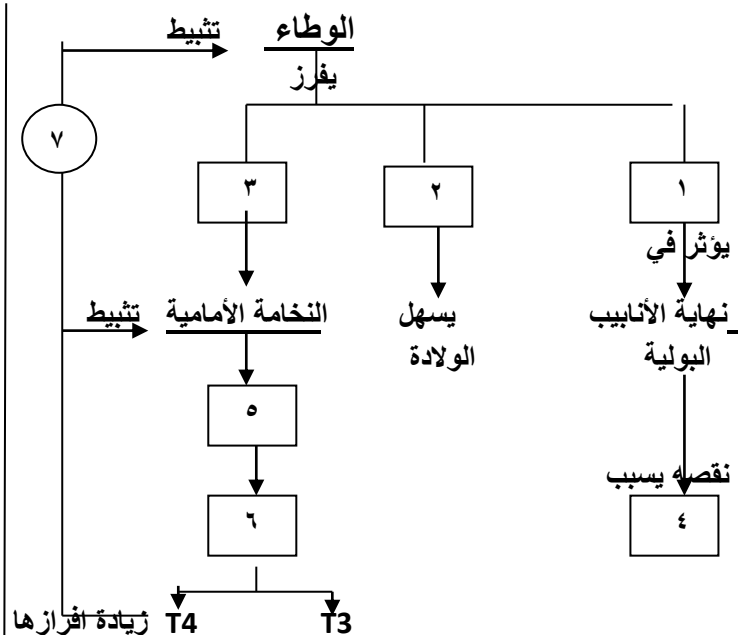 تثبيط
الوطاء
يفرز
٧
٣
٢
١
يؤثر في
تثبيط
النخامة الأمامية
يسهل
الولادة
نهاية الأنابيب
البولية
٥
نقصه يسبب
٦
٤
زيادة افرازها
T4
T3